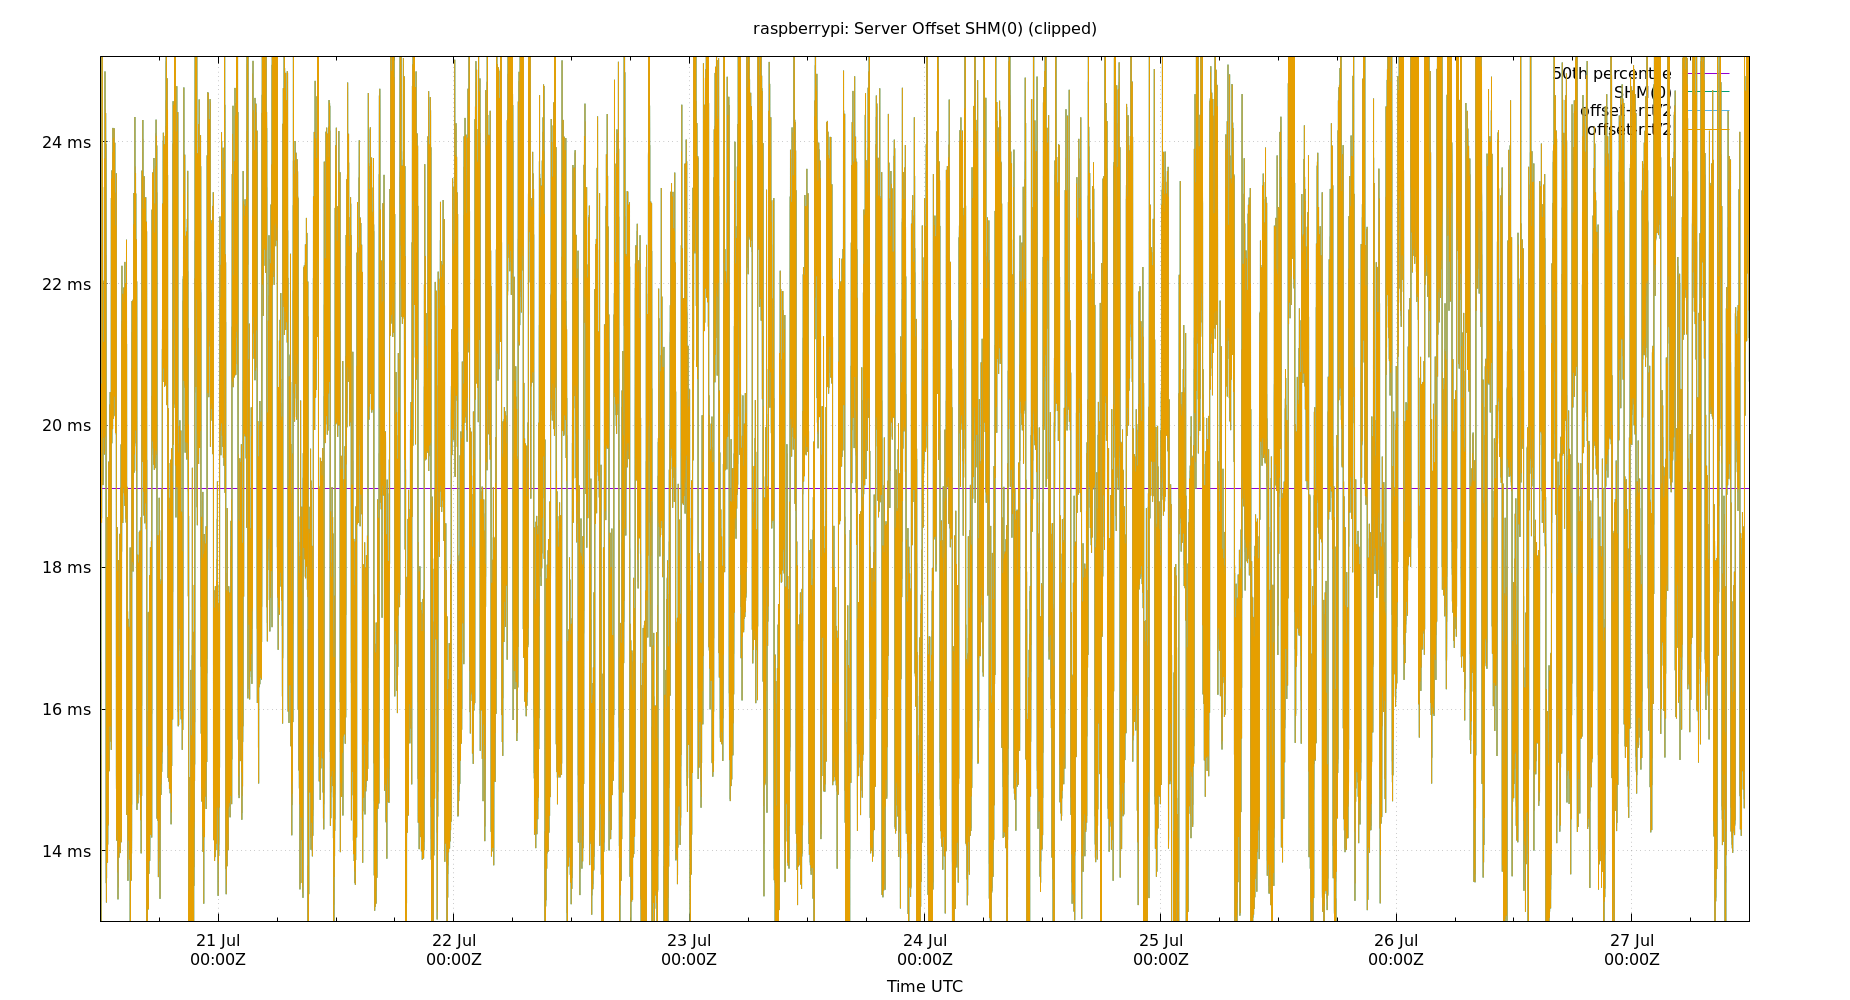 raspberrypi: Server Offset SHM(0) (clipped)
50th percentile
SHM(0)
offset+rtt/2
offset-rtt/2
24 ms
22 ms
20 ms
18 ms
16 ms
14 ms
21 Jul
00:00Z
22 Jul
00:00Z
23 Jul
00:00Z
24 Jul
00:00Z
25 Jul
00:00Z
26 Jul
00:00Z
27 Jul
00:00Z
Time UTC